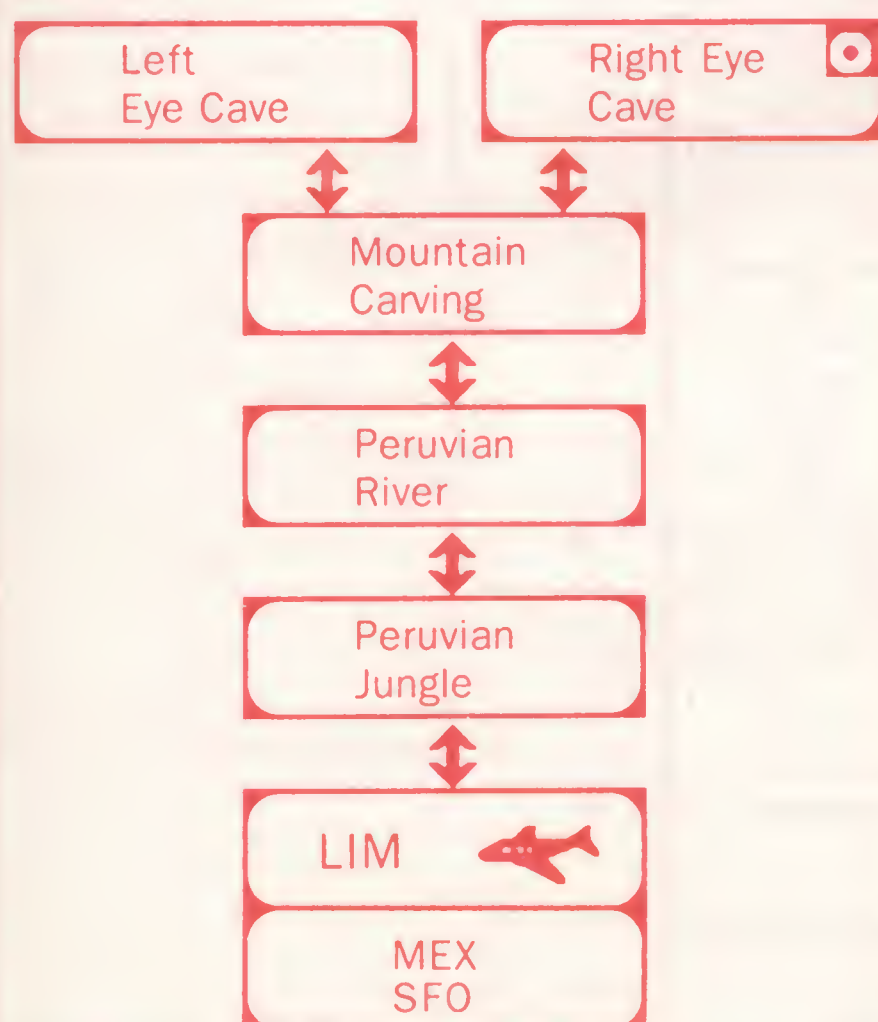 Left
Eye Cave
Right Eye
Cave
Mountain
Carving
Peruvian
River
Peruvian
Jungle
LIM
MEX
SFO